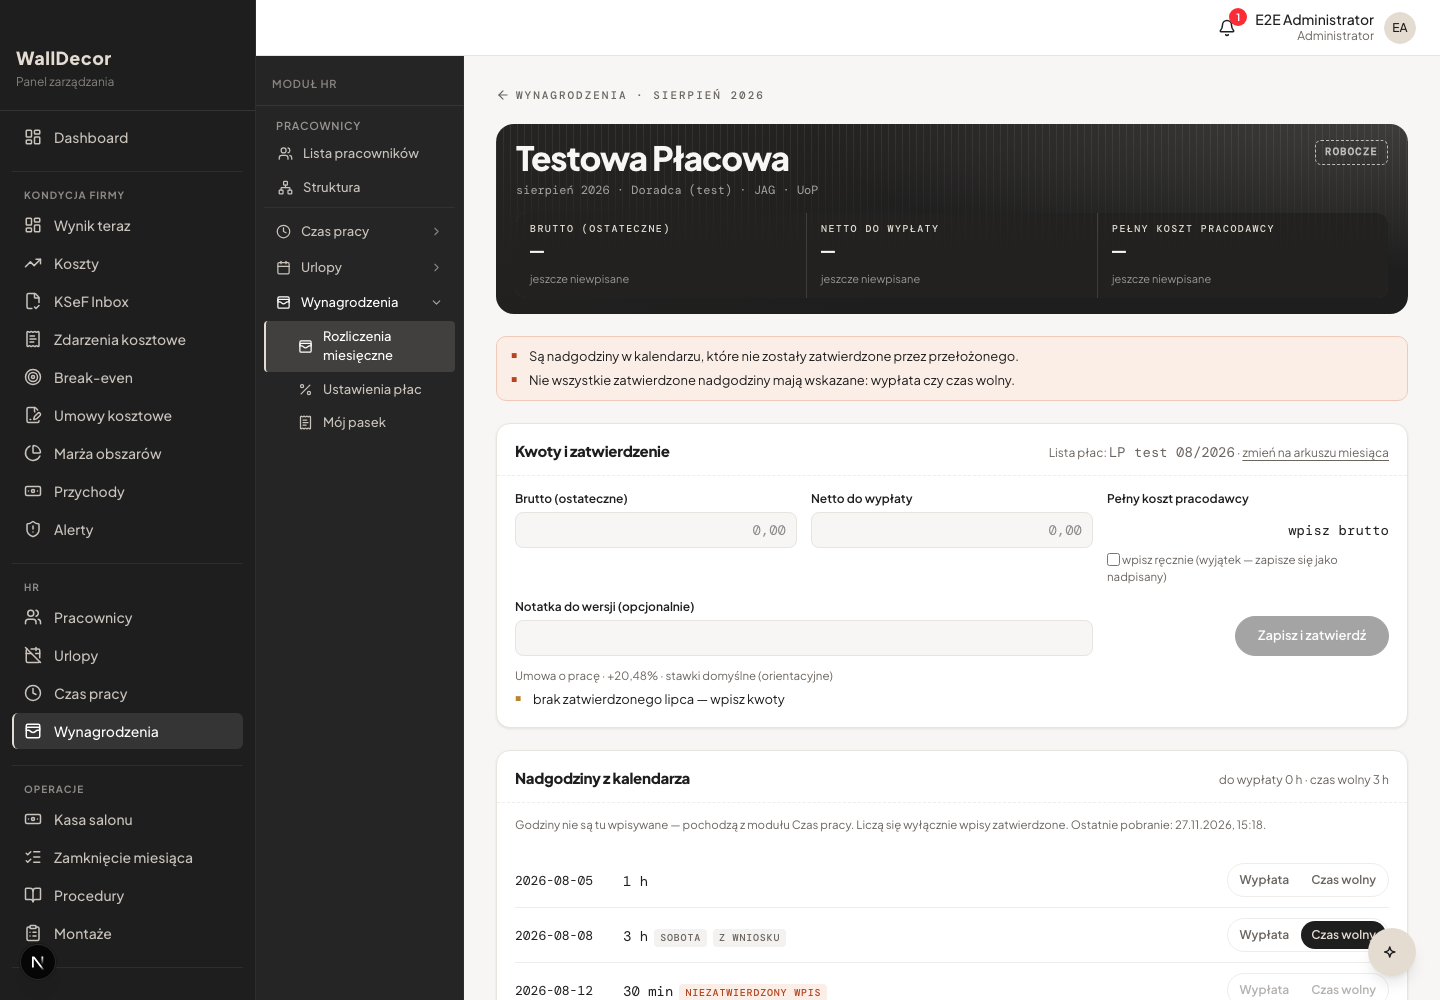 WallDecor
Panel zarządzania
Dashboard
KONDYCJA FIRMY
Wynik teraz
Koszty
KSeF Inbox
Zdarzenia kosztowe
Break-even
Umowy kosztowe
Marża obszarów
Przychody
Alerty
HR
Pracownicy
Urlopy
Czas pracy
Wynagrodzenia
OPERACJE
Kasa salonu
Zamknięcie miesiąca
Procedury
Montaże
N
MODUŁ HR
PRACOWNICY
Lista pracowników
Struktura
Czas pracy
Urlopy
Wynagrodzenia
Rozliczenia
miesięczne
Ustawienia płac
Mój pasek
1
E2E Administrator
Administrator
EA
WYNAGRODZENIA · SIERPIEŃ 2026
Testowa Płacowa
ROBOCZE
sierpień 2026 · Doradca (test) · JAG · UoP
BRUTTO (OSTATECZNE)
—
jeszcze niewpisane
NETTO DO WYPŁATY
—
jeszcze niewpisane
PEŁNY KOSZT PRACODAWCY
—
jeszcze niewpisane
Są nadgodziny w kalendarzu, które nie zostały zatwierdzone przez przełożonego.
Nie wszystkie zatwierdzone nadgodziny mają wskazane: wypłata czy czas wolny.
Kwoty i zatwierdzenie
Lista płac: LP test 08/2026 · zmień na arkuszu miesiąca
Brutto (ostateczne)
0,00
Netto do wypłaty
0,00
Pełny koszt pracodawcy
wpisz brutto
wpisz ręcznie (wyjątek — zapisze się jako
nadpisany)
Notatka do wersji (opcjonalnie)
Zapisz i zatwierdź
Umowa o pracę · +20,48% · stawki domyślne (orientacyjne)
brak zatwierdzonego lipca — wpisz kwoty
Nadgodziny z kalendarza
do wypłaty 0 h · czas wolny 3 h
Godziny nie są tu wpisywane — pochodzą z modułu Czas pracy. Liczą się wyłącznie wpisy zatwierdzone. Ostatnie pobranie: 27.11.2026, 15:18.
2026-08-05 1 h Wypłata Czas wolny
2026-08-08 3 h SOBOTA Z WNIOSKU Wypłata Czas wolny
2026-08-12 30 min NIEZATWIERDZONY WPIS Wypłata Czas wolny